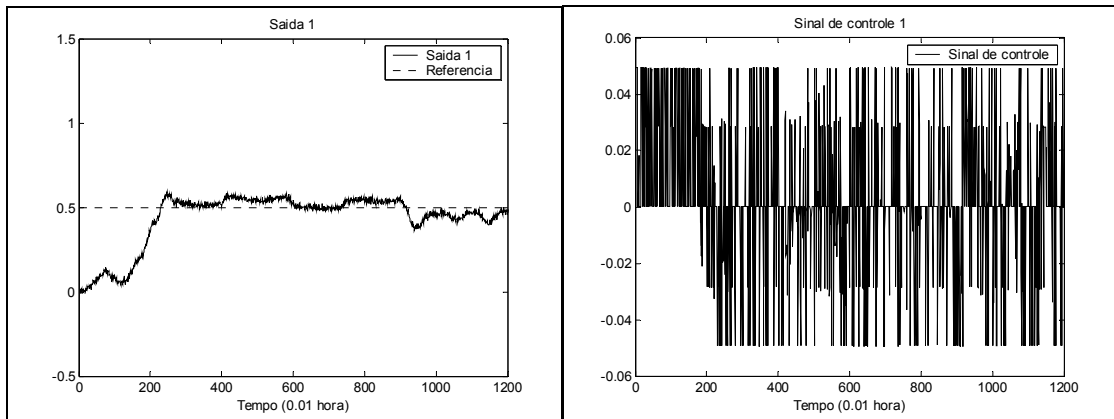 Saida 1
1.5
1
0.5
0
-0.5
Saida 1
Referencia
0 200 400 600 800 1000 1200
Tempo (0.01 hora)
Sinal de controle 1
0.06
0.04
0.02
0
-0.02
-0.04
-0.06
Sinal de controle
0 200 400 600 800 1000 1200
Tempo (0.01 hora)